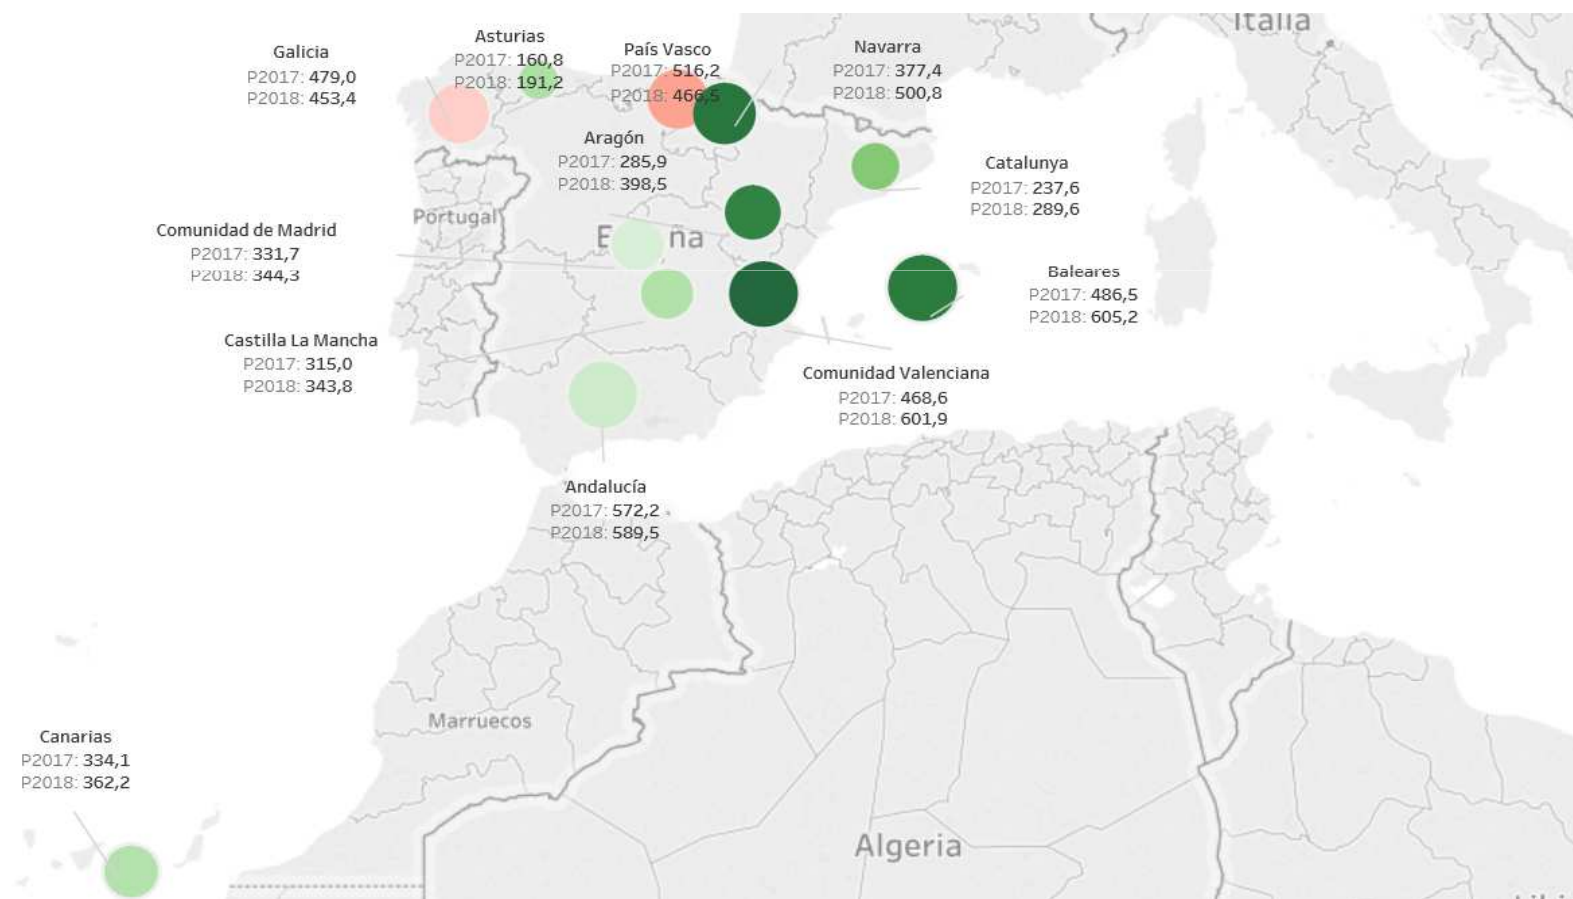 Italia
Asturias
P2017: 160,8
P2018: 191,2
Galicia
P2017: 479,0
P2018: 453,4
País Vasco
P2017: 516,2
P2018: 466,5
Navarra
P2017: 377,4
P2018: 500,8
Aragón
P2017: 285,9
P2018: 398,5
Catalunya
P2017: 237,6
P2018: 289,6
Portugal
E ña
Comunidad de Madrid
P2017: 331,7
P2018: 344,3
Baleares
P2017: 486,5
P2018: 605,2
Castilla La Mancha
P2017: 315,0
P2018: 343,8
Comunidad Valenciana
P2017: 468,6
P2018: 601,9
Andalucía
P2017: 572,2
P2018: 589,5
Marruecos
Canarias
P2017: 334,1
P2018: 362,2
Algeria